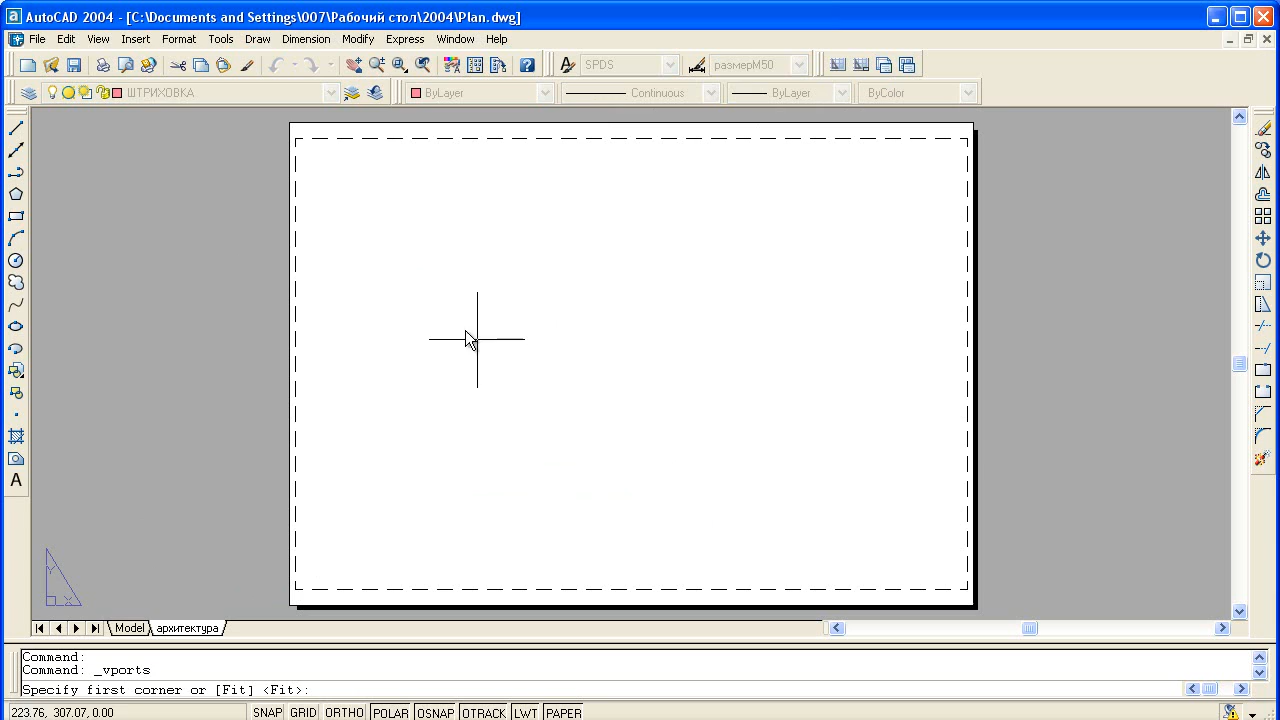 AutoCAD 2004 - [C:\Documents and Settings\007\Рабочий стол\2004\Plan.dwg]
File Edit View Insert Format Tools Draw Dimension Modify Express Window Help
SPDS размерМ50
ШТРИХОВКА ByLayer Continuous ByLayer ByColor
A
Y
X
Model архитектура
Command:
Command: _vports
Specify first corner or [Fit] <Fit>:
223.76, 307.07, 0.00 SNAP GRID ORTHO POLAR OSNAP OTRACK LWT PAPER